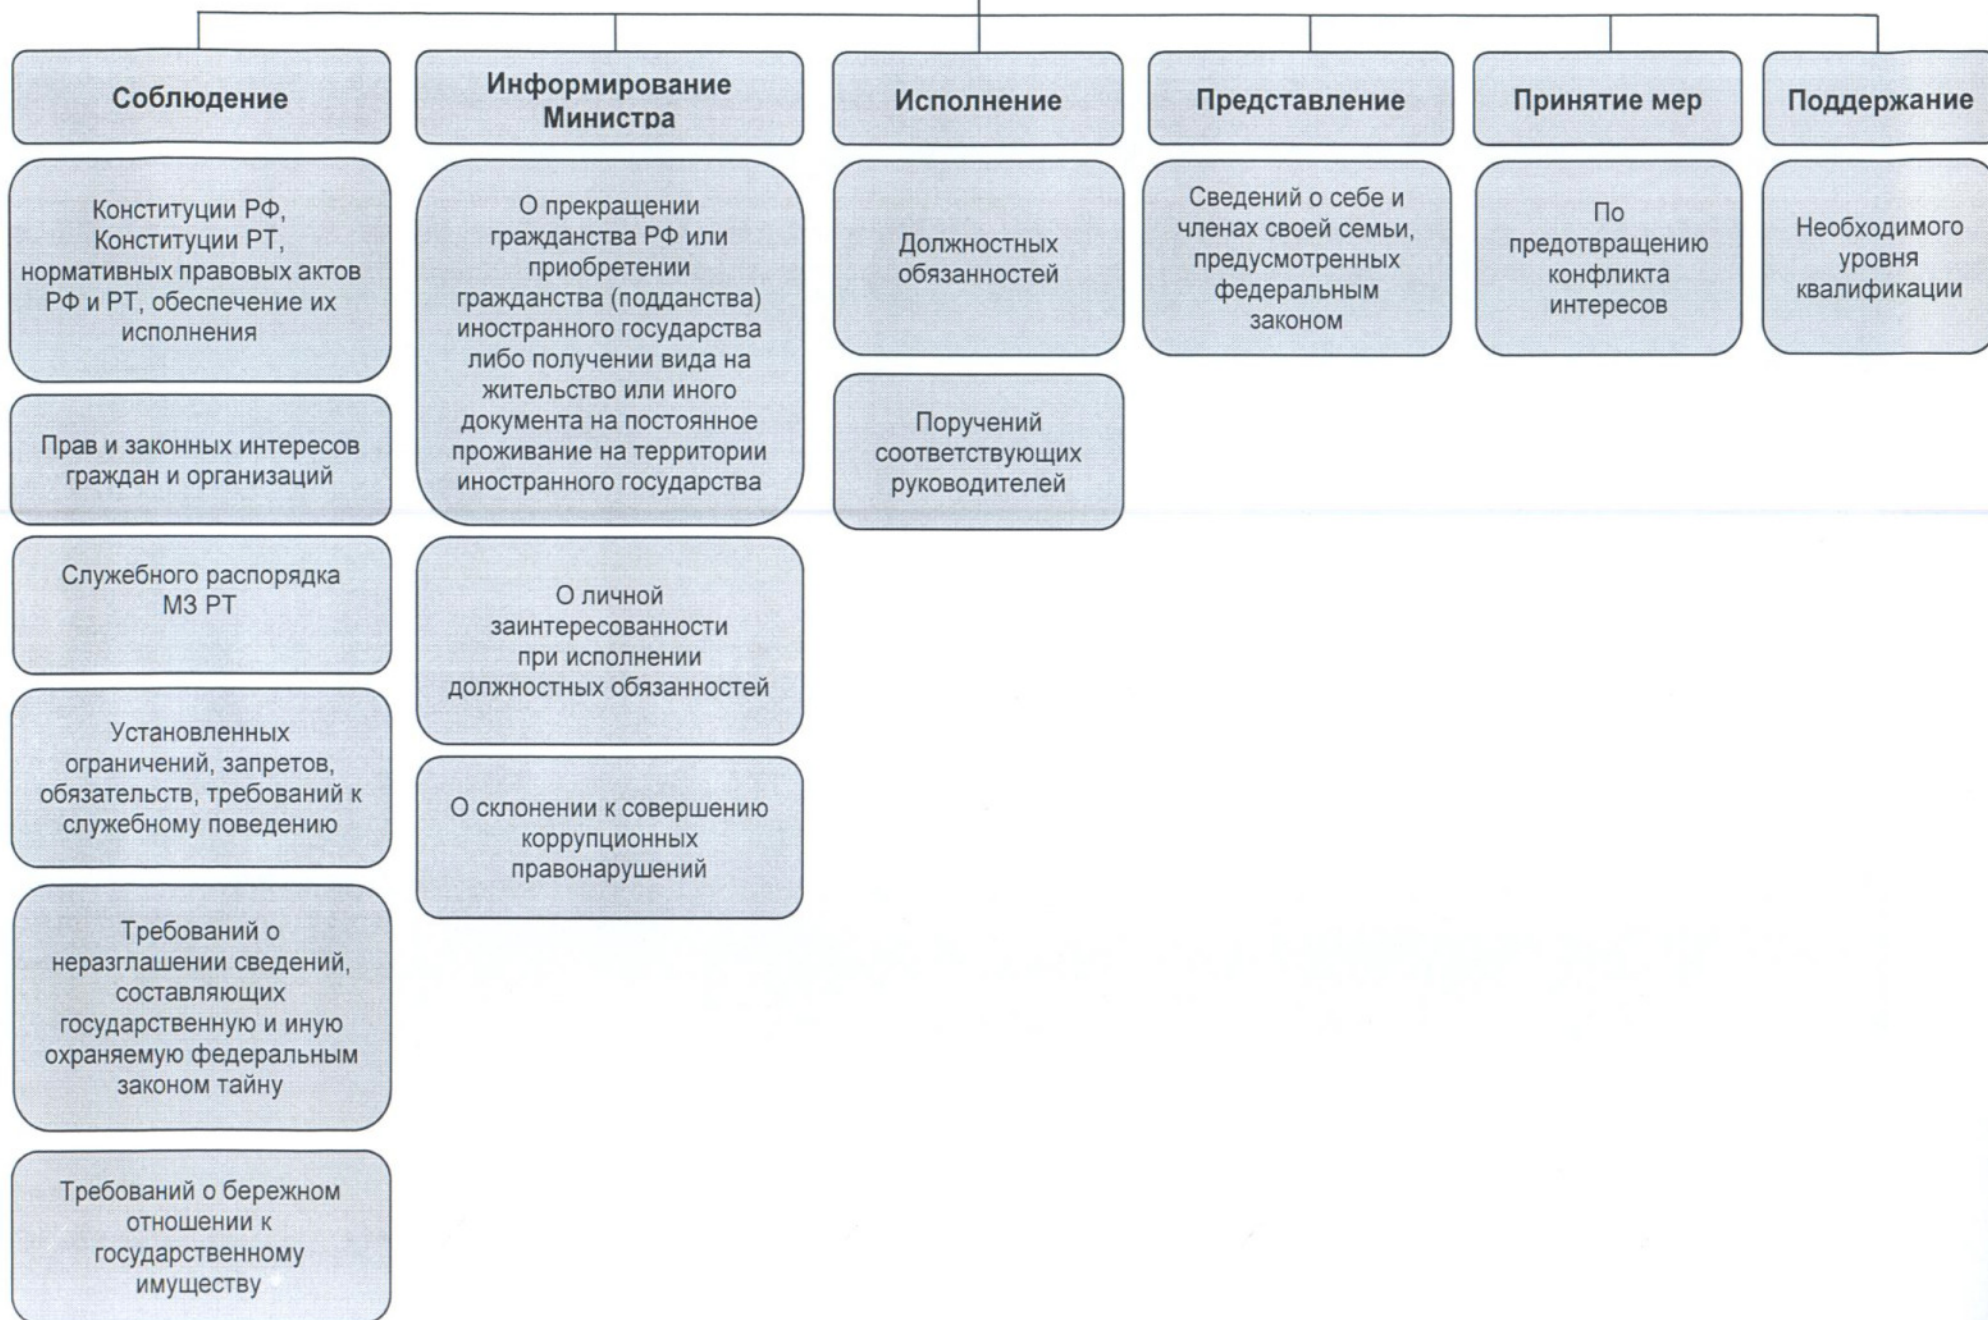 Соблюдение
Конституции РФ,
Конституции РТ,
нормативных правовых актов
РФ и РТ, обеспечение их
исполнения
Прав и законных интересов
граждан и организаций
Служебного распорядка
МЗ РТ
Установленных
ограничений, запретов,
обязательств, требований к
служебному поведению
Требований о
неразглашении сведений,
составляющих
государственную и иную
охраняемую федеральным
законом тайну
Требований о бережном
отношении к
государственному
имуществу
Информирование
Министра
О прекращении
гражданства РФ или
приобретении
гражданства (подданства)
иностранного государства
либо получении вида на
жительство или иного
документа на постоянное
проживание на территории
иностранного государства
О личной
заинтересованности
при исполнении
должностных обязанностей
О склонении к совершению
коррупционных
правонарушений
Исполнение
Должностных
обязанностей
Поручений
соответствующих
руководителей
Представление
Сведений о себе и
членах своей семьи,
предусмотренных
федеральным
законом
Принятие мер
По
предотвращению
конфликта
интересов
Поддержание
Необходимого
уровня
квалификации